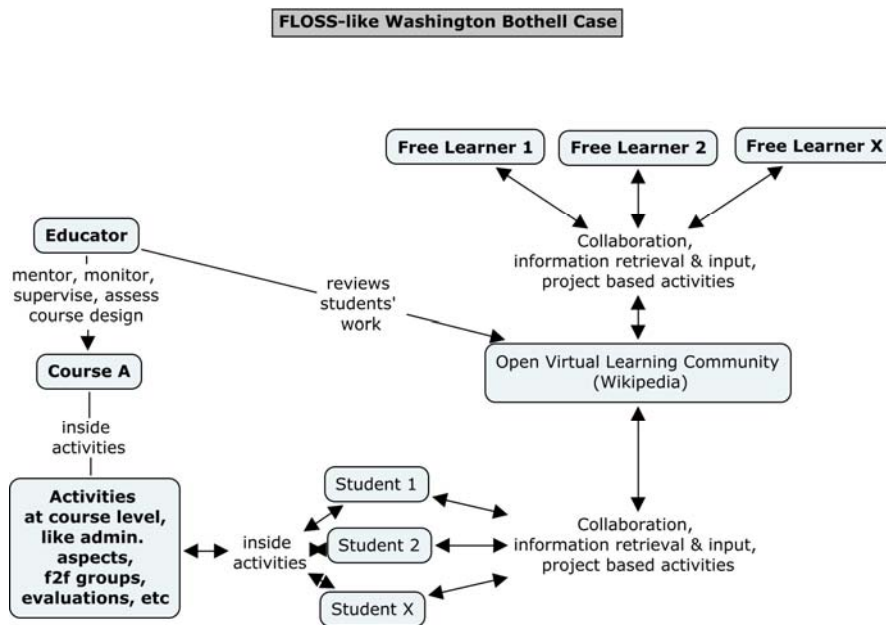 FLOSS-like Washington Bothell Case
Free Learner 1
Free Learner 2
Free Learner X
Collaboration,
information retrieval & input,
project based activities
Educator
mentor, monitor,
supervise, assess
course design
reviews
students'
work
Course A
Open Virtual Learning Community
(Wikipedia)
inside
activities
Activities
at course level,
like admin.
aspects,
f2f groups,
evaluations, etc
inside
activities
Student 1
Student 2
Student X
Collaboration,
information retrieval & input,
project based activities